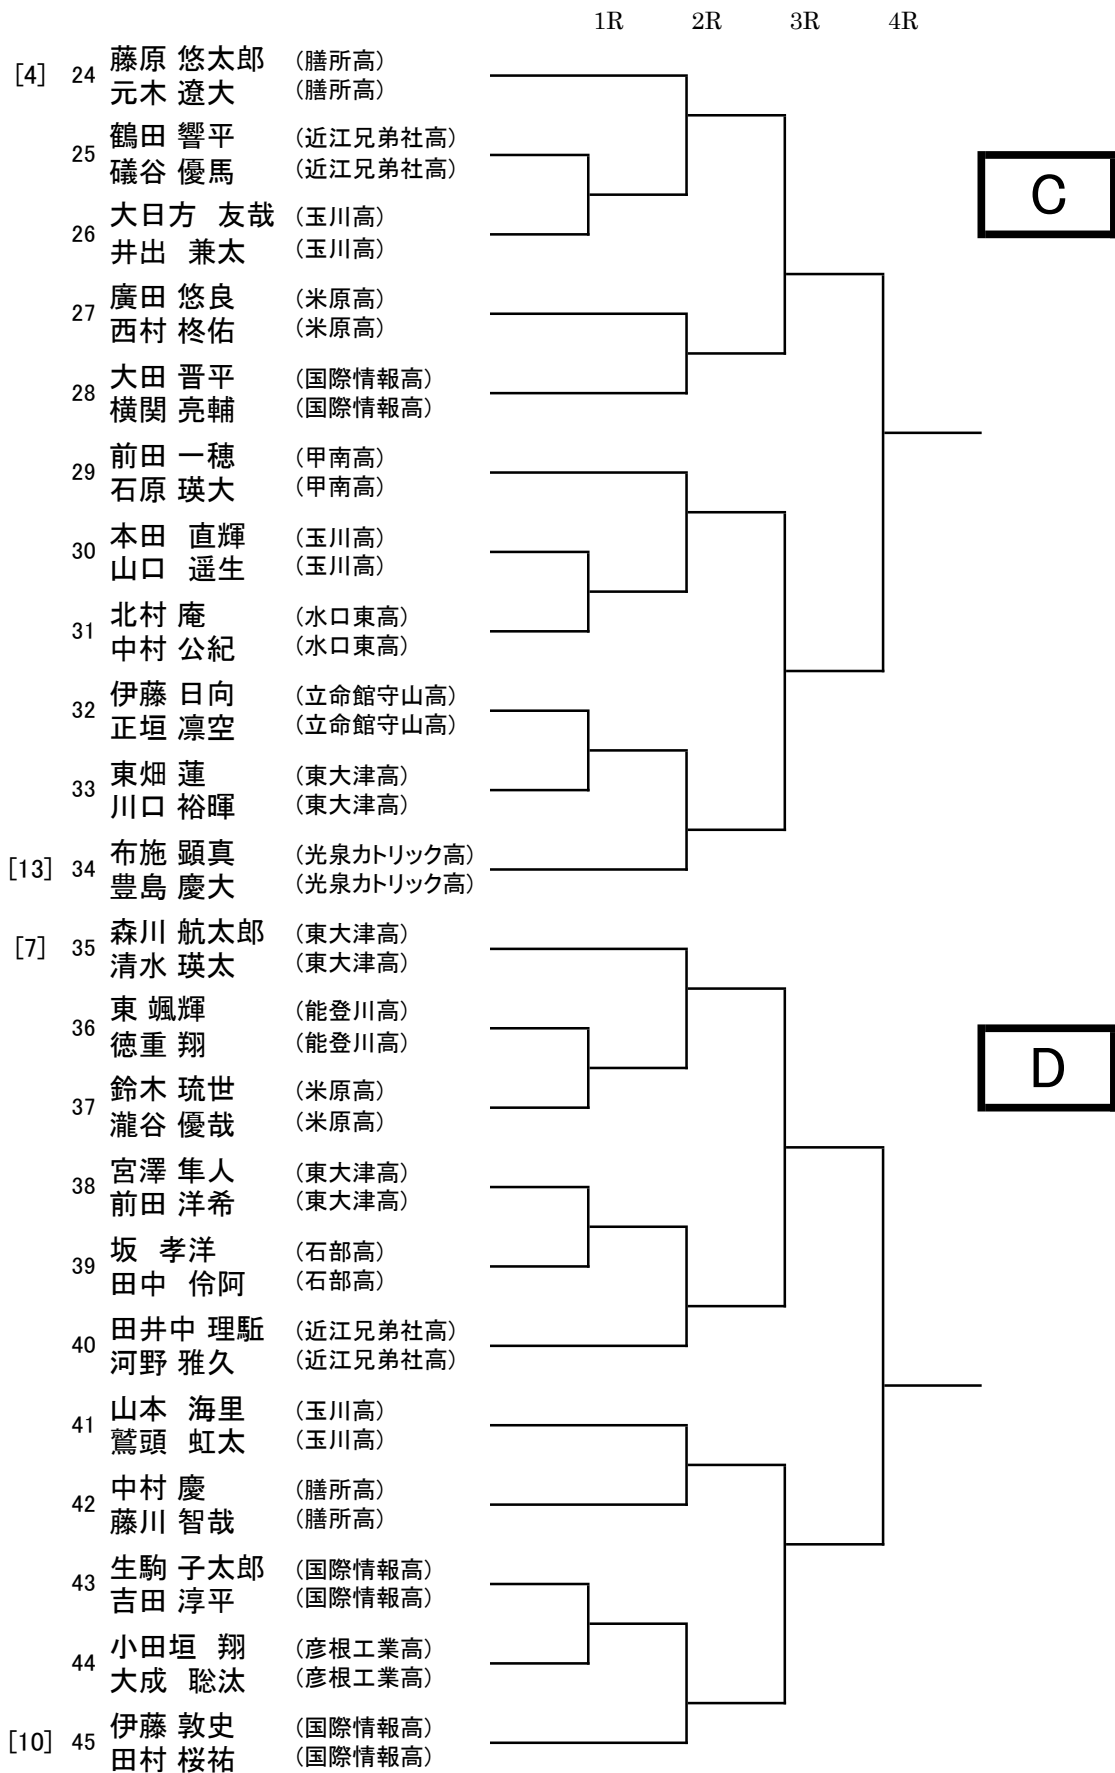 1R 2R 3R 4R
[4] 24 藤原 悠太郎 (膳所高)
元木 遼大 (膳所高)
25 鶴田 響平 (近江兄弟社高)
礒谷 優馬 (近江兄弟社高)
C
26 大日方 友哉 (玉川高)
井出 兼太 (玉川高)
27 廣田 悠良 (米原高)
西村 柊佑 (米原高)
28 大田 晋平 (国際情報高)
横関 亮輔 (国際情報高)
29 前田 一穂 (甲南高)
石原 瑛大 (甲南高)
30 本田 直輝 (玉川高)
山口 遥生 (玉川高)
31 北村 庵 (水口東高)
中村 公紀 (水口東高)
32 伊藤 日向 (立命館守山高)
正垣 凛空 (立命館守山高)
33 東畑 蓮 (東大津高)
川口 裕暉 (東大津高)
[13] 34 布施 顕真 (光泉カトリック高)
豊島 慶大 (光泉カトリック高)
[7] 35 森川 航太郎 (東大津高)
清水 瑛太 (東大津高)
36 東 颯輝 (能登川高)
徳重 翔 (能登川高)
D
37 鈴木 琉世 (米原高)
瀧谷 優哉 (米原高)
38 宮澤 隼人 (東大津高)
前田 洋希 (東大津高)
39 坂 孝洋 (石部高)
田中 伶阿 (石部高)
40 田井中 理駈 (近江兄弟社高)
河野 雅久 (近江兄弟社高)
41 山本 海里 (玉川高)
鷲頭 虹太 (玉川高)
42 中村 慶 (膳所高)
藤川 智哉 (膳所高)
43 生駒 子太郎 (国際情報高)
吉田 淳平 (国際情報高)
44 小田垣 翔 (彦根工業高)
大成 聡汰 (彦根工業高)
[10] 45 伊藤 敦史 (国際情報高)
田村 桜祐 (国際情報高)